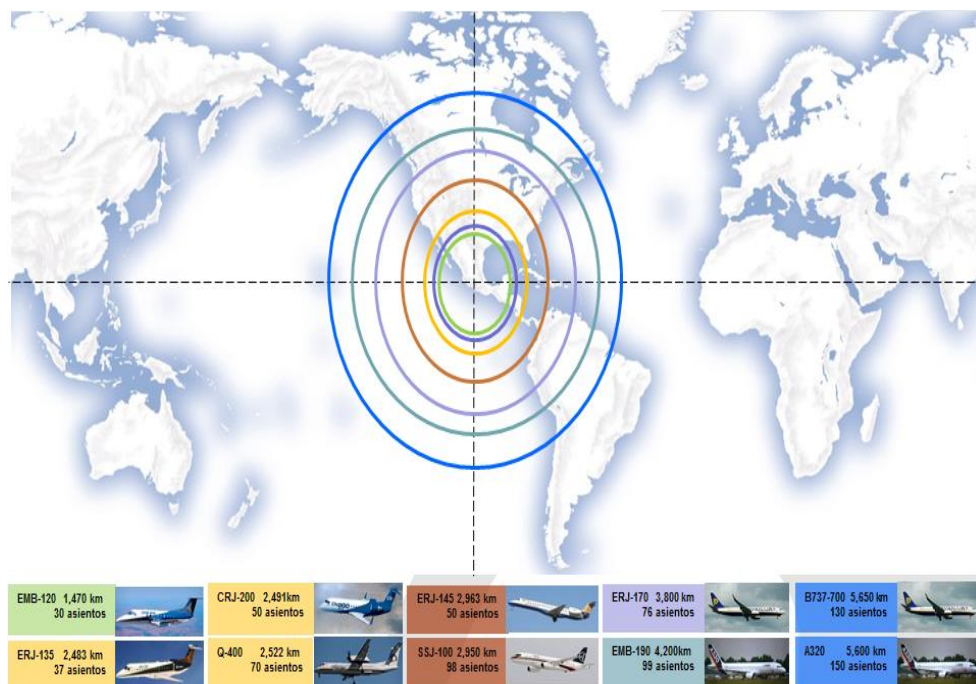 EMB-120 1,470 km
30 asientos
CRJ-200 2,491km
50 asientos
ERJ-145 2,963 km
50 asientos
ERJ-170 3,800 km
76 asientos
B737-700 5,650 km
130 asientos
ERJ-135 2,483 km
37 asientos
Q-400 2,522 km
70 asientos
SSJ-100 2,950 km
98 asientos
EMB-190 4,200km
99 asientos
A320 5,600 km
150 asientos